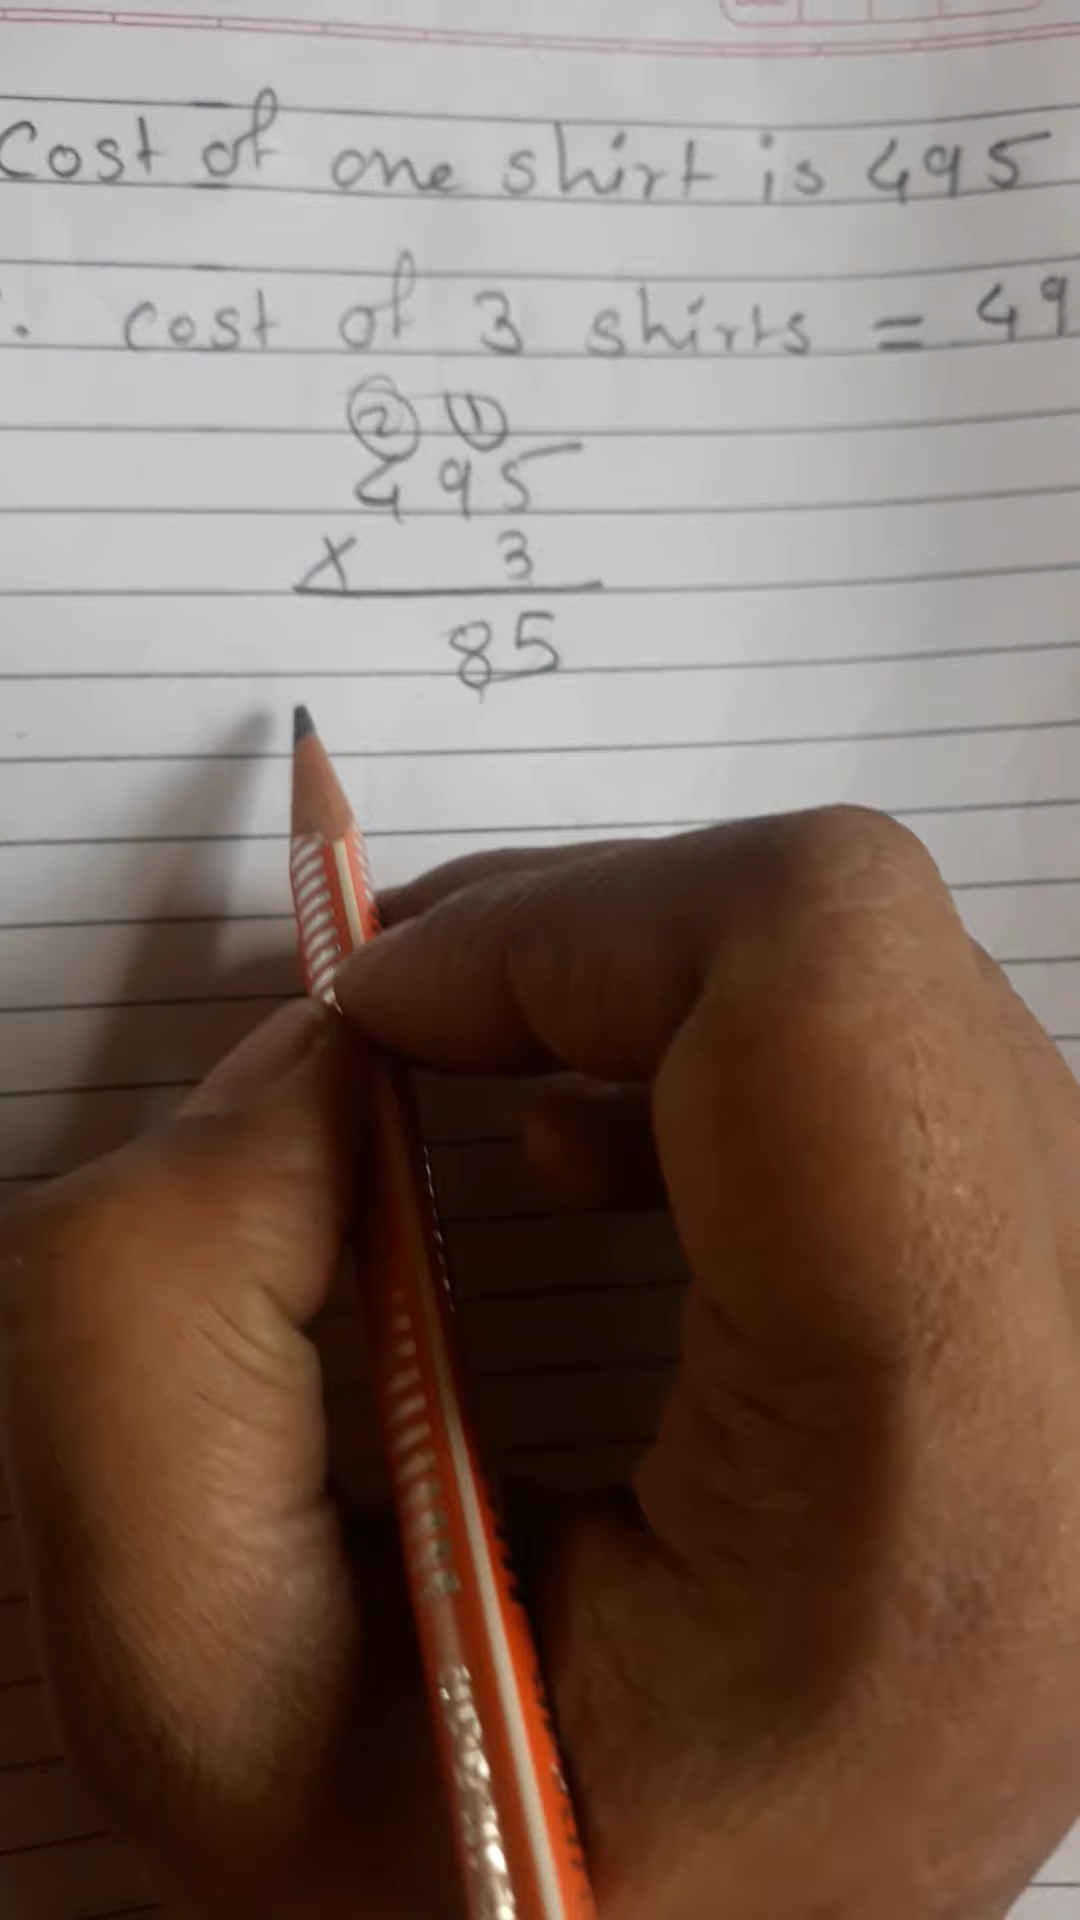 Cost of one shirt is 495
. cost of 3 shirts = 49
2 1
495
x 3
85